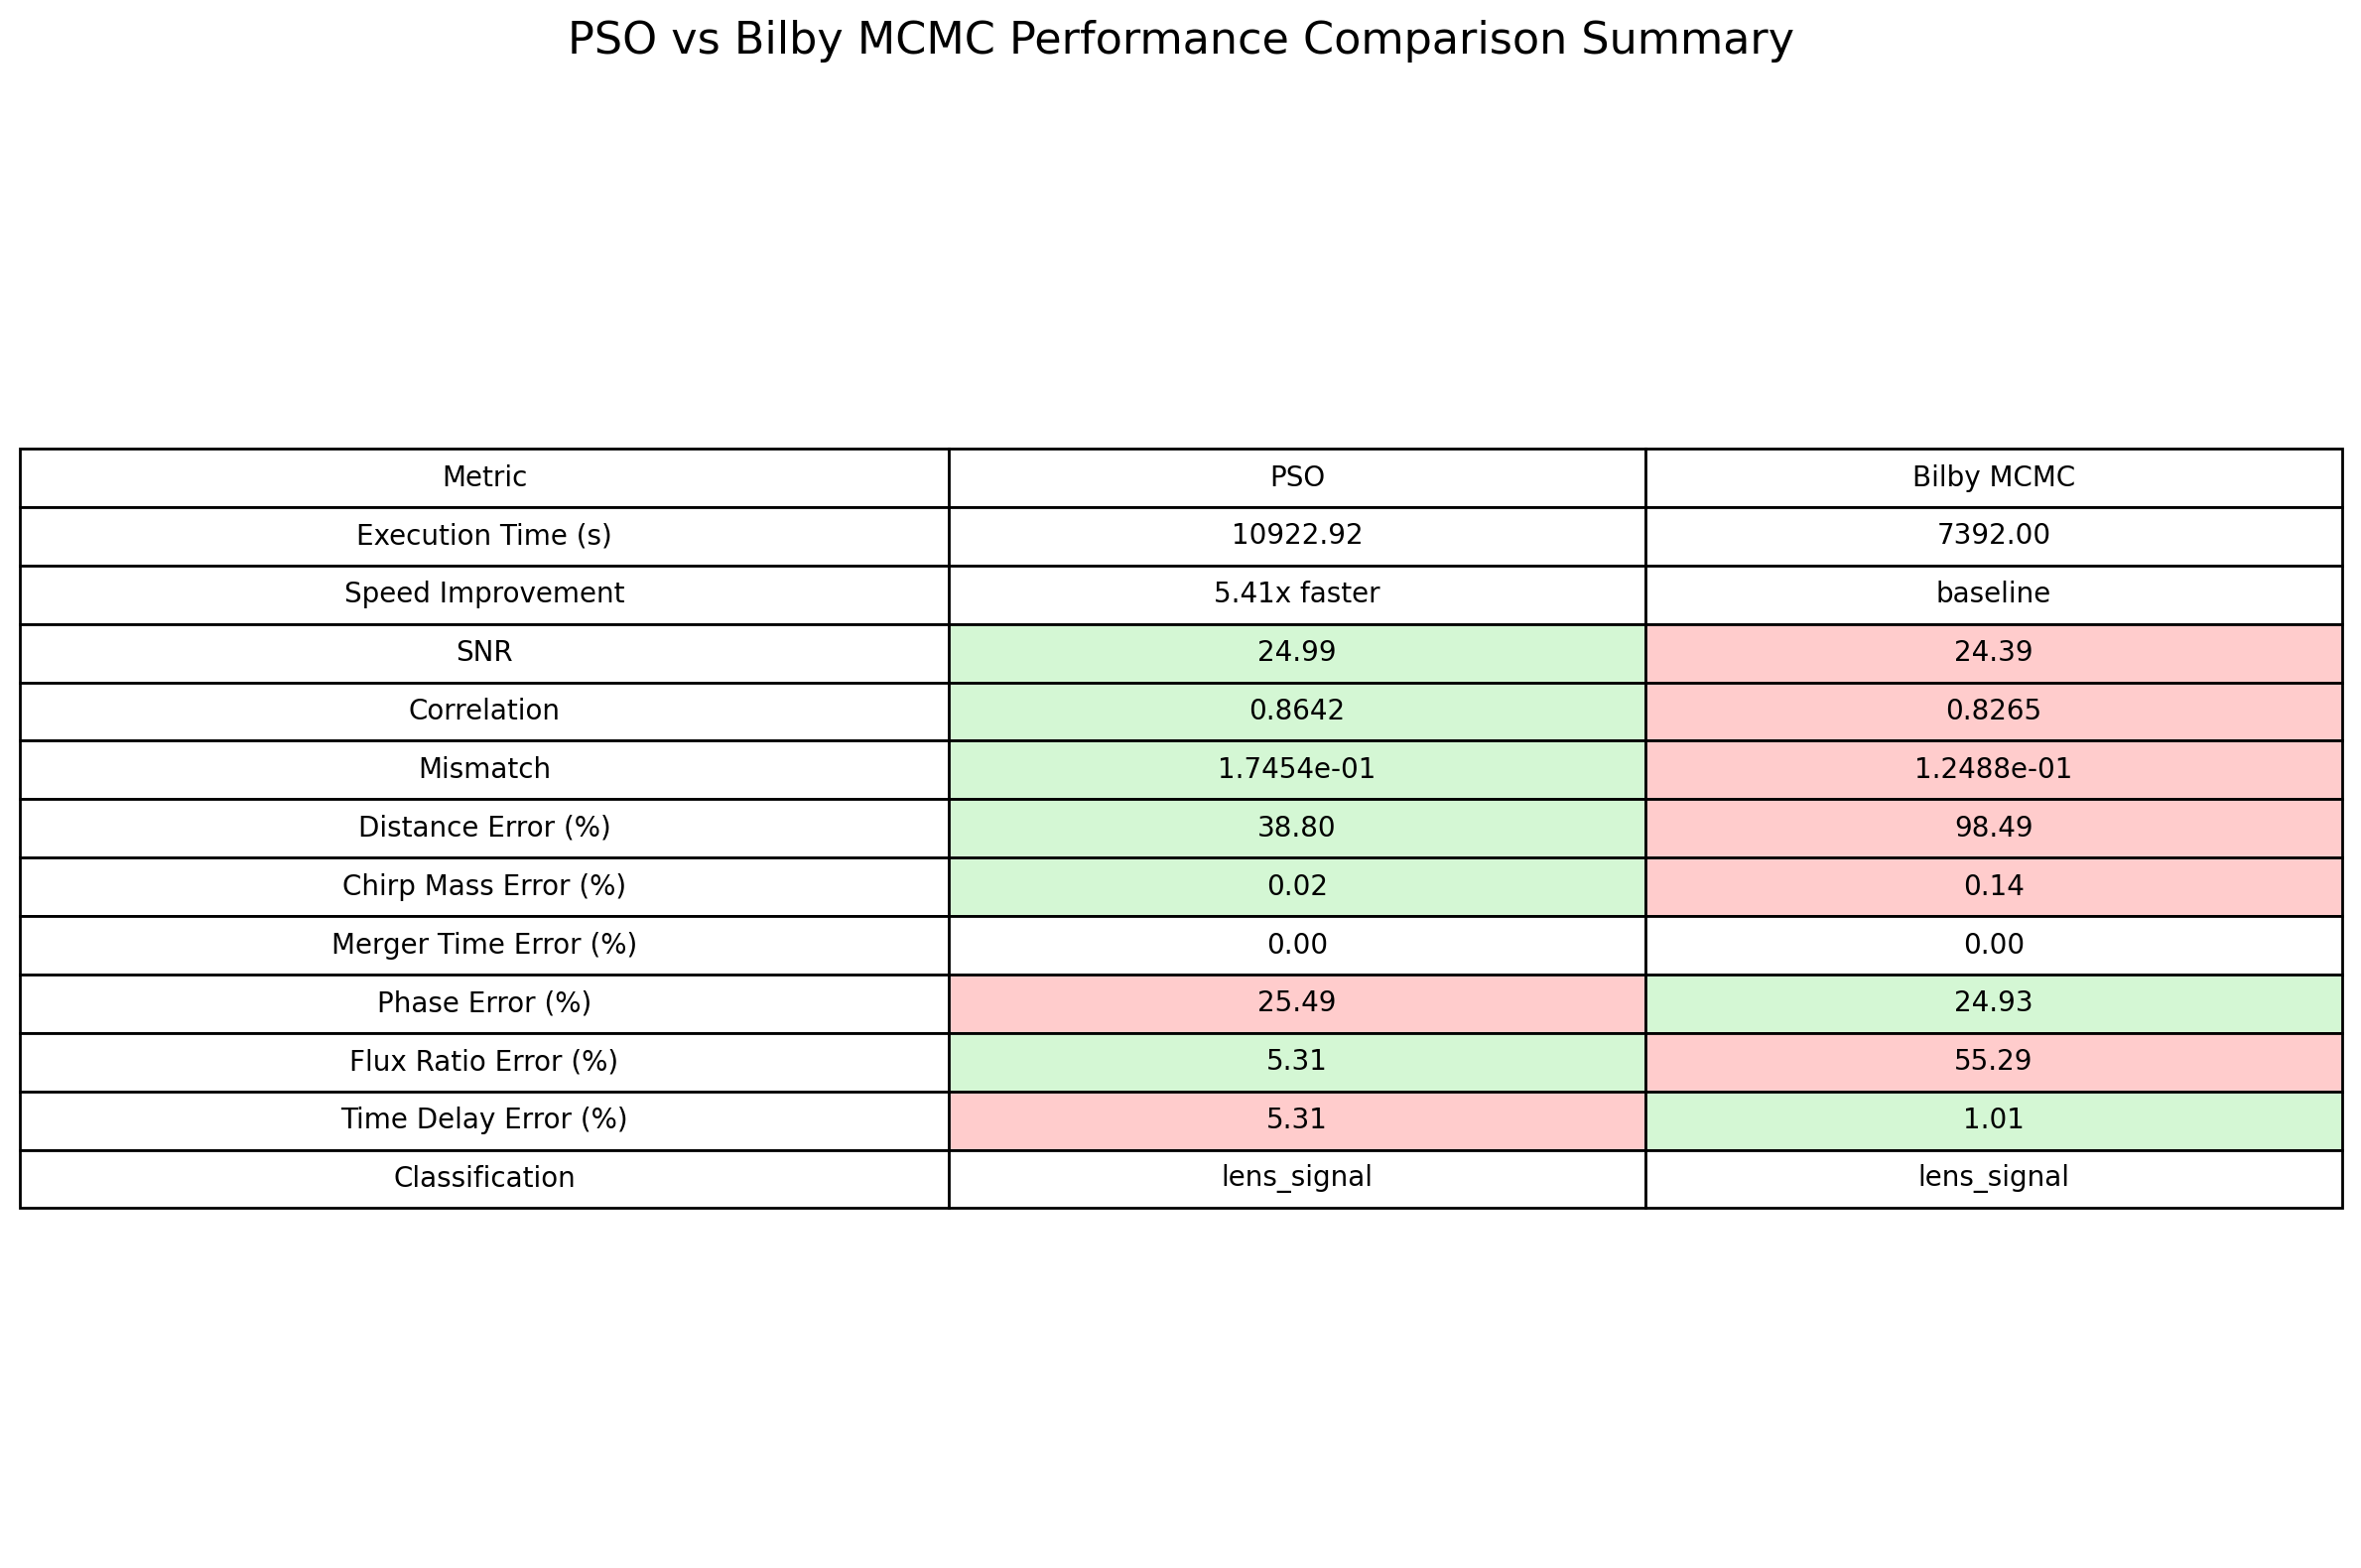 PSO vs Bilby MCMC Performance Comparison Summary
Metric PSO Bilby MCMC
Execution Time (s) 10922.92 7392.00
Speed Improvement 5.41x faster baseline
SNR 24.99 24.39
Correlation 0.8642 0.8265
Mismatch 1.7454e-01 1.2488e-01
Distance Error (%) 38.80 98.49
Chirp Mass Error (%) 0.02 0.14
Merger Time Error (%) 0.00 0.00
Phase Error (%) 25.49 24.93
Flux Ratio Error (%) 5.31 55.29
Time Delay Error (%) 5.31 1.01
Classification lens_signal lens_signal